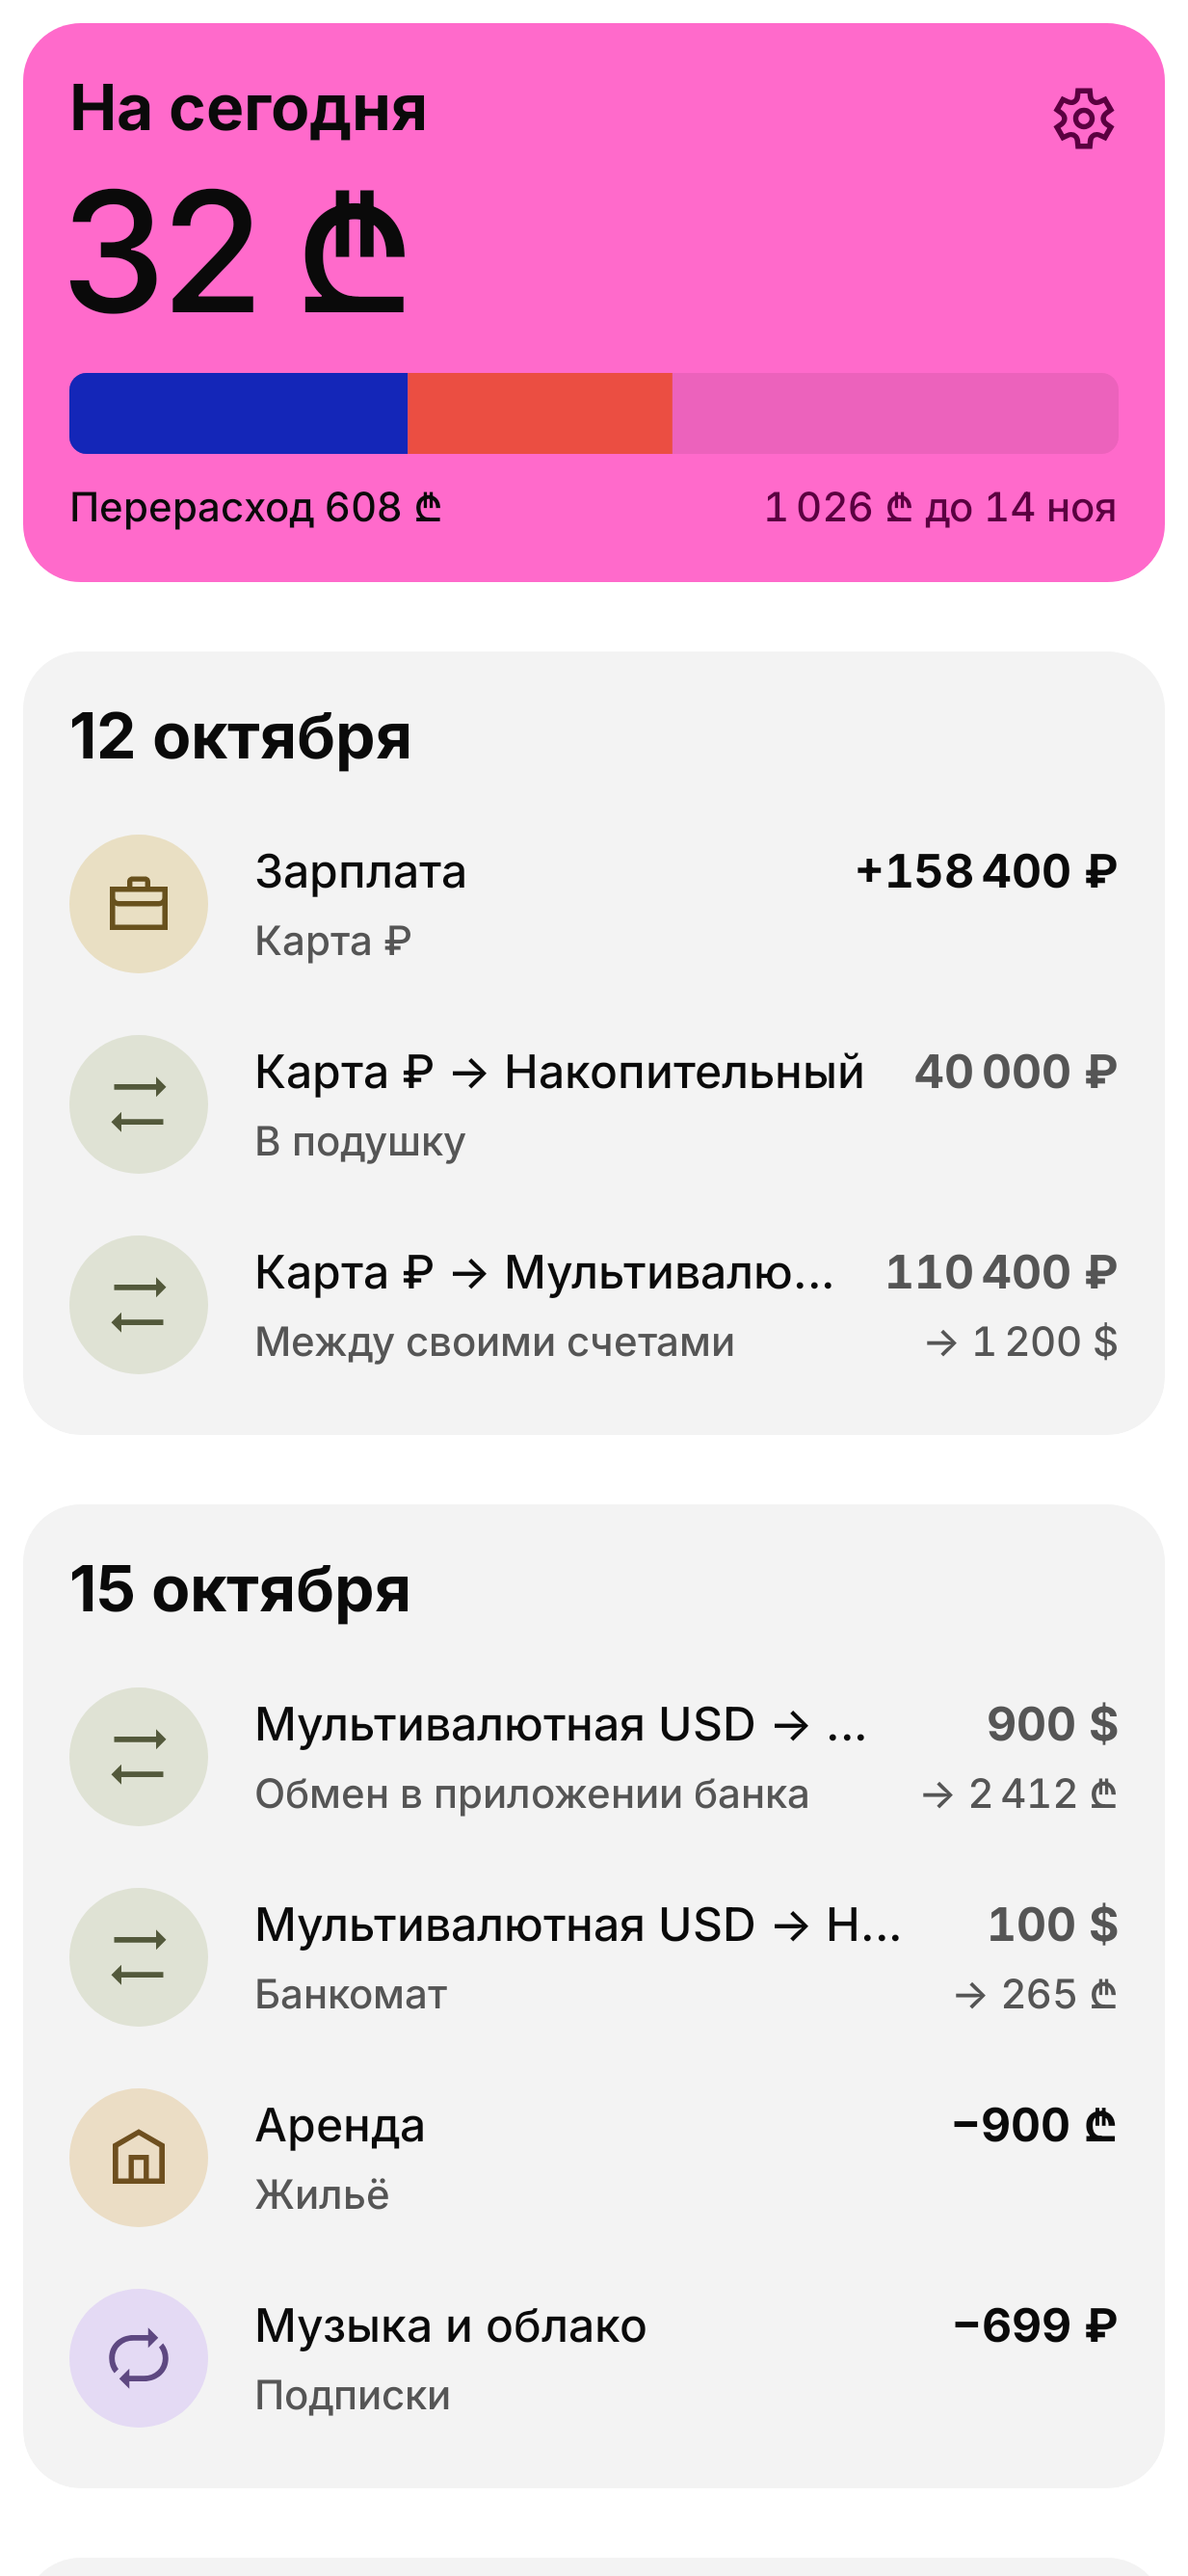 На сегодня
32 ₾
Перерасход 608 ₾
1 026 ₾ до 14 ноя
12 октября
Зарплата
+158 400 ₽
Карта ₽
Карта ₽ → Накопительный
40 000 ₽
В подушку
Карта ₽ → Мультивалю...
110 400 ₽
Между своими счетами
→ 1 200 $
15 октября
Мультивалютная USD → ...
900 $
Обмен в приложении банка
→ 2 412 ₾
Мультивалютная USD → Н...
100 $
Банкомат
→ 265 ₾
Аренда
−900 ₾
Жильё
Музыка и облако
−699 ₽
Подписки